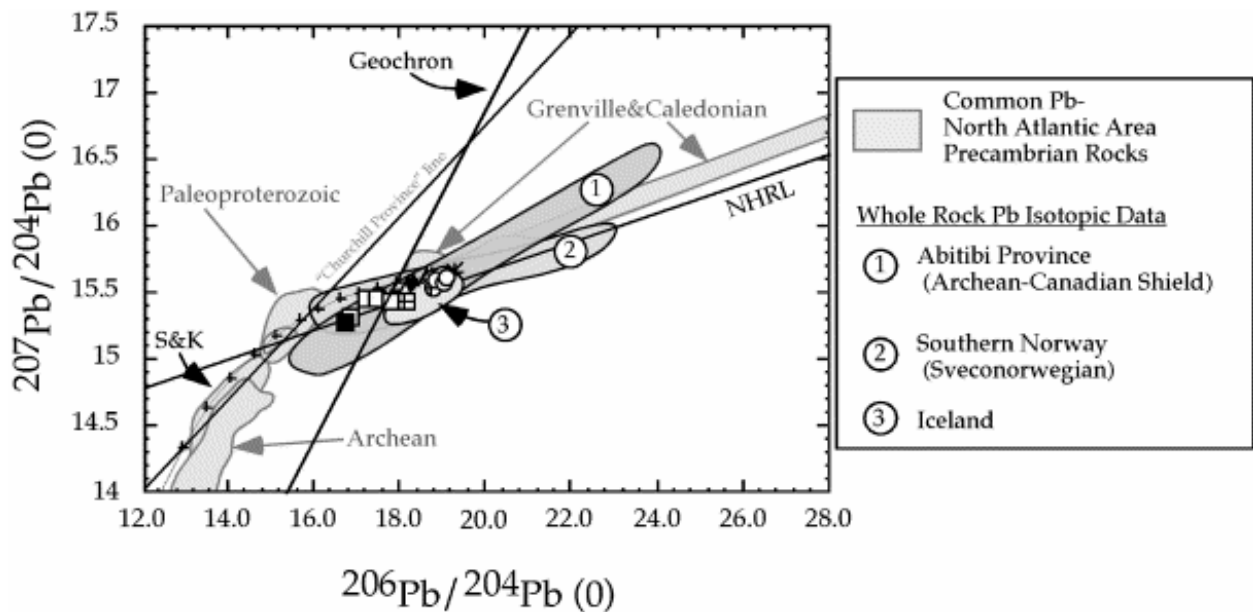 17.5
17
16.5
16
15.5
15
14.5
14
207Pb/204Pb (0)
Geochron
Grenville&Caledonian
Paleoproterozoic
"Churchill Province" line
1
NHRL
2
3
S&K
Archean
12.0 14.0 16.0 18.0 20.0 22.0 24.0 26.0 28.0
206Pb/204Pb (0)
Common Pb-
North Atlantic Area
Precambrian Rocks
Whole Rock Pb Isotopic Data
1 Abitibi Province
(Archean-Canadian Shield)
2 Southern Norway
(Sveconorwegian)
3 Iceland